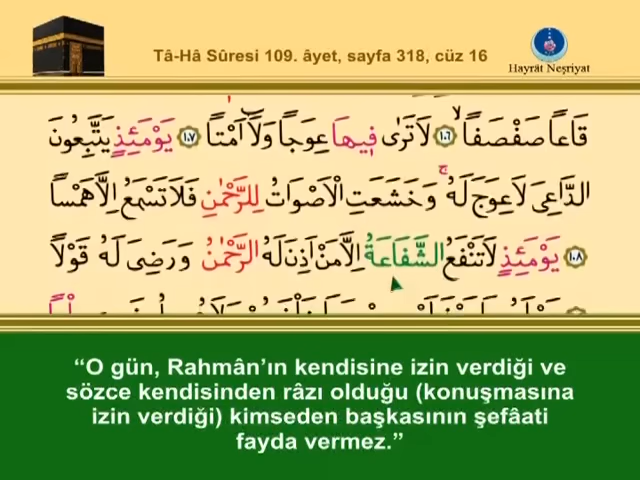 Tâ-Hâ Sûresi 109. âyet, sayfa 318, cüz 16
Hayrât Neşriyat
قَاعًا صَفْصَفًا ۙ ١٠٦ لَا تَرٰى ف۪يهَا عِوَجًا وَلَٓا اَمْتًا ١٠٧ يَوْمَئِذٍ يَتَّبِعُونَ
الدَّاعِىَ لَا عِوَجَ لَهُ ۚ وَخَشَعَتِ الْاَصْوَاتُ لِلرَّحْمٰنِ فَلَا تَسْمَعُ اِلَّا هَمْسًا
١٠٨ يَوْمَئِذٍ لَا تَنْفَعُ الشَّفَاعَةُ اِلَّا مَنْ اَذِنَ لَهُ الرَّحْمٰنُ وَرَضِىَ لَهُ قَوْلًا
“O gün, Rahmân’ın kendisine izin verdiği ve
sözce kendisinden râzı olduğu (konuşmasına
izin verdiği) kimseden başkasının şefâati
fayda vermez.”